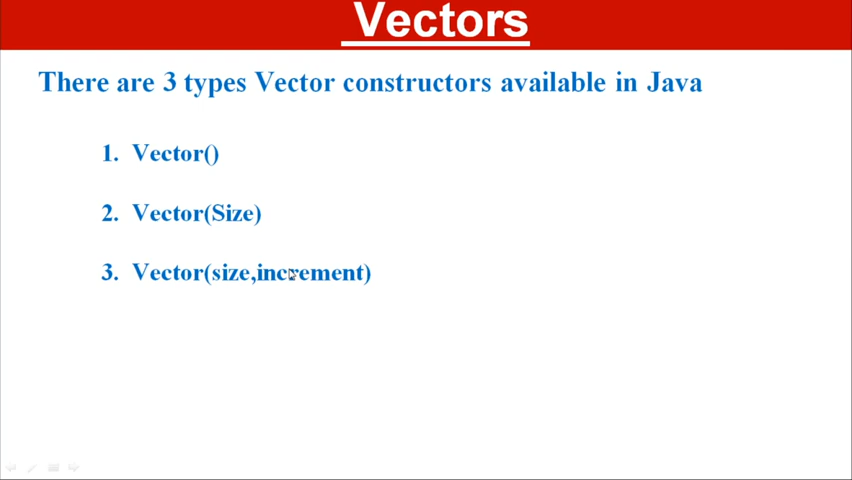 Vectors
There are 3 types Vector constructors available in Java
1. Vector()
2. Vector(Size)
3. Vector(size,increment)